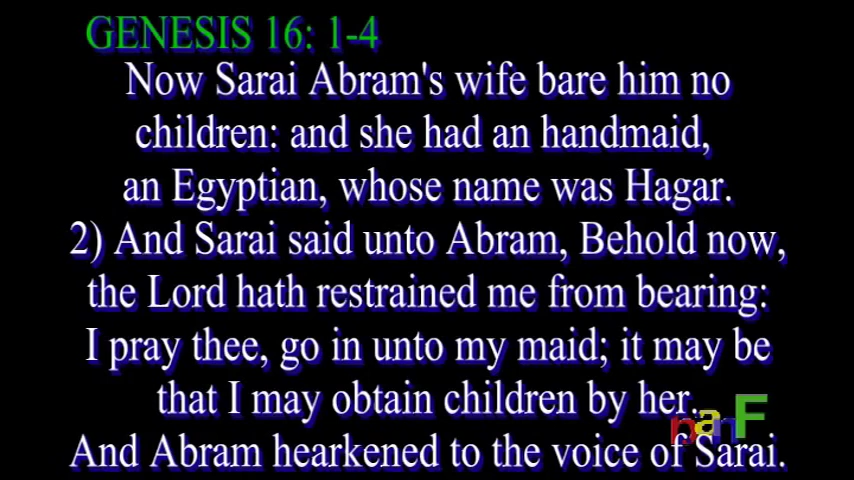 GENESIS 16: 1-4
Now Sarai Abram's wife bare him no
children: and she had an handmaid,
an Egyptian, whose name was Hagar.
2) And Sarai said unto Abram, Behold now,
the Lord hath restrained me from bearing:
I pray thee, go in unto my maid; it may be
that I may obtain children by her.
And Abram hearkened to the voice of Sarai.